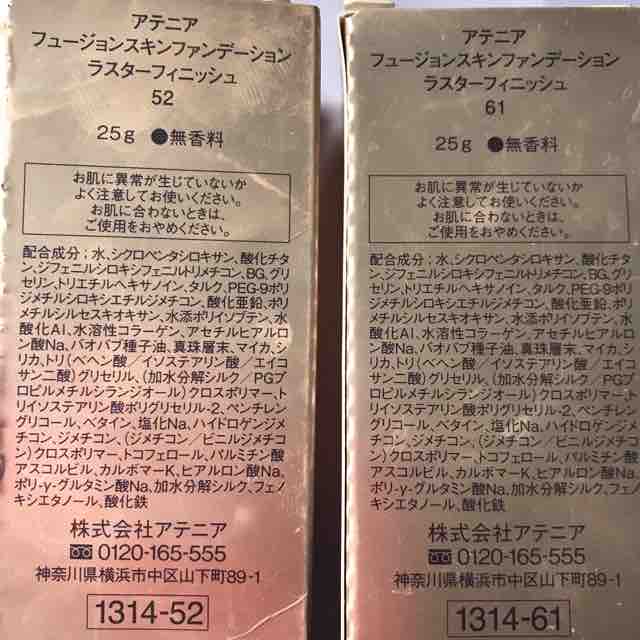 アテニア
フュージョンスキンファンデーション
ラスターフィニッシュ
52
25g ●無香料
お肌に異常が生じていないか
よく注意してお使いください。
お肌に合わないときは、
ご使用をおやめください。
配合成分；水、シクロペンタシロキサン、酸化チタ
ン、ジフェニルシロキシフェニルトリメチコン、BG、グリ
セリン、トリエチルヘキサノイン、タルク、PEG-9ポリ
ジメチルシロキシエチルジメチコン、酸化亜鉛、ポリ
メチルシルセスキオキサン、水添ポリイソブテン、水
酸化Al、水溶性コラーゲン、アセチルヒアルロ
ン酸Na、バオバブ種子油、真珠層末、マイカ、シ
リカ、トリ（ベヘン酸／イソステアリン酸／エイコ
サン二酸）グリセリル、（加水分解シルク／PGプ
ロピルメチルシランジオール）クロスポリマー、ト
リイソステアリン酸ポリグリセリル-2、ペンチレン
グリコール、ベタイン、塩化Na、ハイドロゲンジメ
チコン、ジメチコン、（ジメチコン／ビニルジメチコ
ン）クロスポリマー、トコフェロール、パルミチン酸
アスコルビル、カルボマーK、ヒアルロン酸Na、
ポリ-γ-グルタミン酸Na、加水分解シルク、フェノ
キシエタノール、酸化鉄
株式会社アテニア
0120-165-555
神奈川県横浜市中区山下町89-1
1314-52
アテニア
フュージョンスキンファンデーション
ラスターフィニッシュ
61
25g ●無香料
お肌に異常が生じていないか
よく注意してお使いください。
お肌に合わないときは、
ご使用をおやめください。
配合成分；水、シクロペンタシロキサン、酸化チタ
ン、ジフェニルシロキシフェニルトリメチコン、BG、グリ
セリン、トリエチルヘキサノイン、タルク、PEG-9ポ
リジメチルシロキシエチルジメチコン、酸化亜鉛、ポリ
メチルシルセスキオキサン、水添ポリイソブテン、水
酸化Al、水溶性コラーゲン、アセチルヒアルロ
ン酸Na、バオバブ種子油、真珠層末、マイカ、シ
リカ、トリ（ベヘン酸／イソステアリン酸／エイコ
サン二酸）グリセリル、（加水分解シルク／PGプ
ロピルメチルシランジオール）クロスポリマー、ト
リイソステアリン酸ポリグリセリル-2、ペンチレン
グリコール、ベタイン、塩化Na、ハイドロゲンジメ
チコン、ジメチコン、（ジメチコン／ビニルジメチコ
ン）クロスポリマー、トコフェロール、パルミチン酸
アスコルビル、カルボマーK、ヒアルロン酸Na、
ポリ-γ-グルタミン酸Na、加水分解シルク、フェノ
キシエタノール、酸化鉄
株式会社アテニア
0120-165-555
神奈川県横浜市中区山下町89-1
1314-61